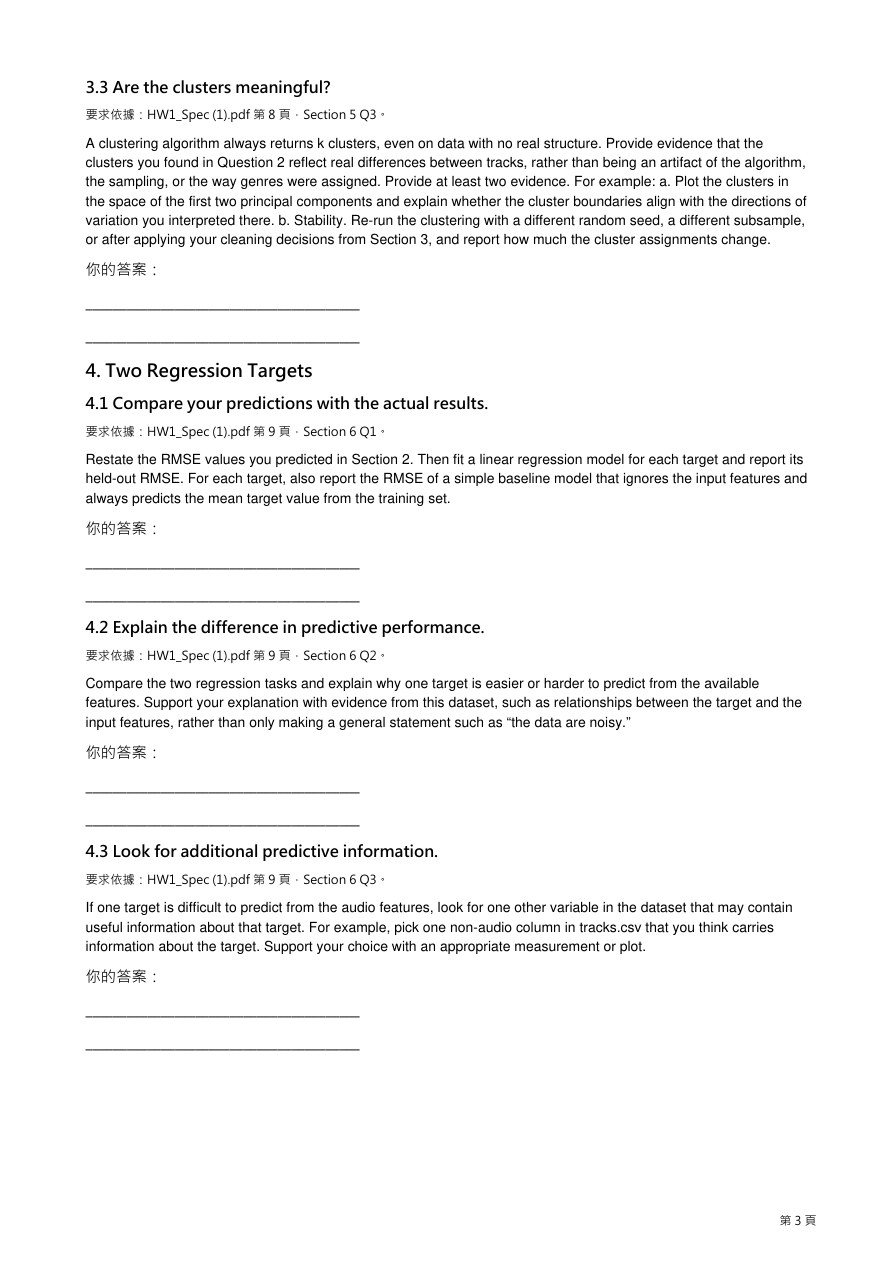 3.3 Are the clusters meaningful?
要求依據：HW1_Spec (1).pdf 第 8 頁，Section 5 Q3。
A clustering algorithm always returns k clusters, even on data with no real structure. Provide evidence that the
clusters you found in Question 2 reflect real differences between tracks, rather than being an artifact of the algorithm,
the sampling, or the way genres were assigned. Provide at least two evidence. For example: a. Plot the clusters in
the space of the first two principal components and explain whether the cluster boundaries align with the directions of
variation you interpreted there. b. Stability. Re-run the clustering with a different random seed, a different subsample,
or after applying your cleaning decisions from Section 3, and report how much the cluster assignments change.
你的答案：
________________________________________
________________________________________
4. Two Regression Targets
4.1 Compare your predictions with the actual results.
要求依據：HW1_Spec (1).pdf 第 9 頁，Section 6 Q1。
Restate the RMSE values you predicted in Section 2. Then fit a linear regression model for each target and report its
held-out RMSE. For each target, also report the RMSE of a simple baseline model that ignores the input features and
always predicts the mean target value from the training set.
你的答案：
________________________________________
________________________________________
4.2 Explain the difference in predictive performance.
要求依據：HW1_Spec (1).pdf 第 9 頁，Section 6 Q2。
Compare the two regression tasks and explain why one target is easier or harder to predict from the available
features. Support your explanation with evidence from this dataset, such as relationships between the target and the
input features, rather than only making a general statement such as “the data are noisy.”
你的答案：
________________________________________
________________________________________
4.3 Look for additional predictive information.
要求依據：HW1_Spec (1).pdf 第 9 頁，Section 6 Q3。
If one target is difficult to predict from the audio features, look for one other variable in the dataset that may contain
useful information about that target. For example, pick one non-audio column in tracks.csv that you think carries
information about the target. Support your choice with an appropriate measurement or plot.
你的答案：
________________________________________
________________________________________
第 3 頁